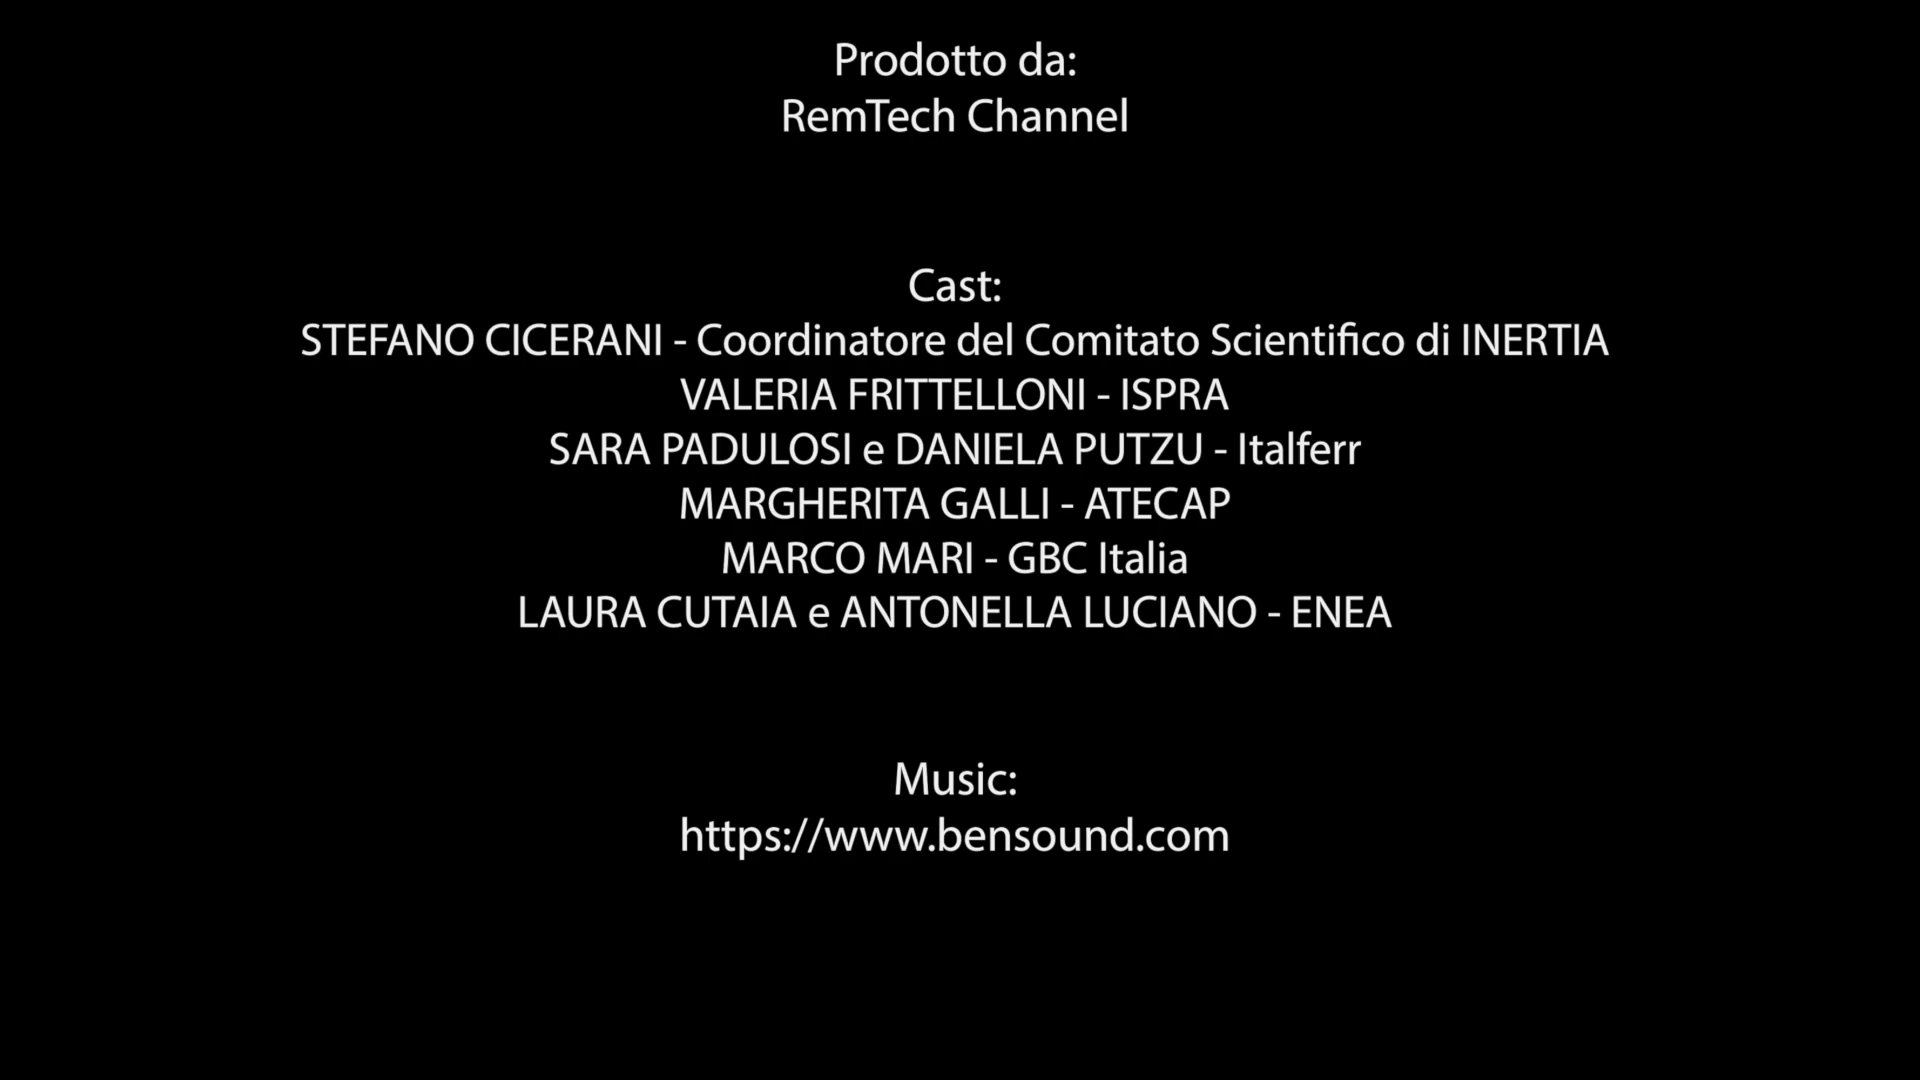 Prodotto da:
RemTech Channel
Cast:
STEFANO CICERANI - Coordinatore del Comitato Scientifico di INERTIA
VALERIA FRITTELLONI - ISPRA
SARA PADULOSI e DANIELA PUTZU - Italferr
MARGHERITA GALLI - ATECAP
MARCO MARI - GBC Italia
LAURA CUTAIA e ANTONELLA LUCIANO - ENEA
Music:
https://www.bensound.com